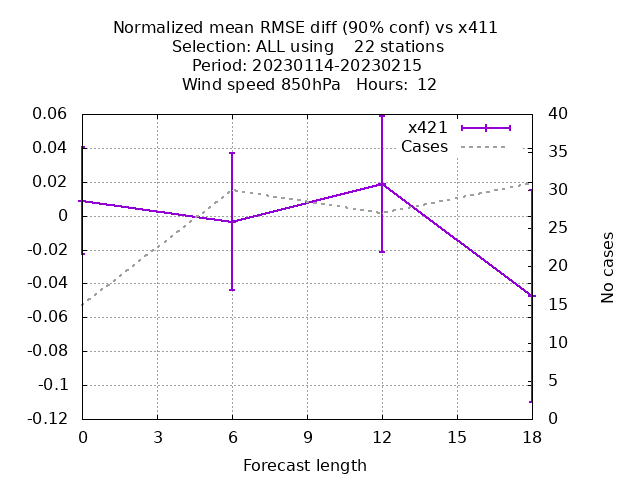 Normalized mean RMSE diff (90% conf) vs x411
Selection: ALL using    22 stations
Period: 20230114-20230215
Wind speed 850hPa   Hours:  12
x421
Cases
0.06
0.04
0.02
0
-0.02
-0.04
-0.06
-0.08
-0.1
-0.12
40
35
30
25
20
15
10
5
0
No cases
0 3 6 9 12 15 18
Forecast length